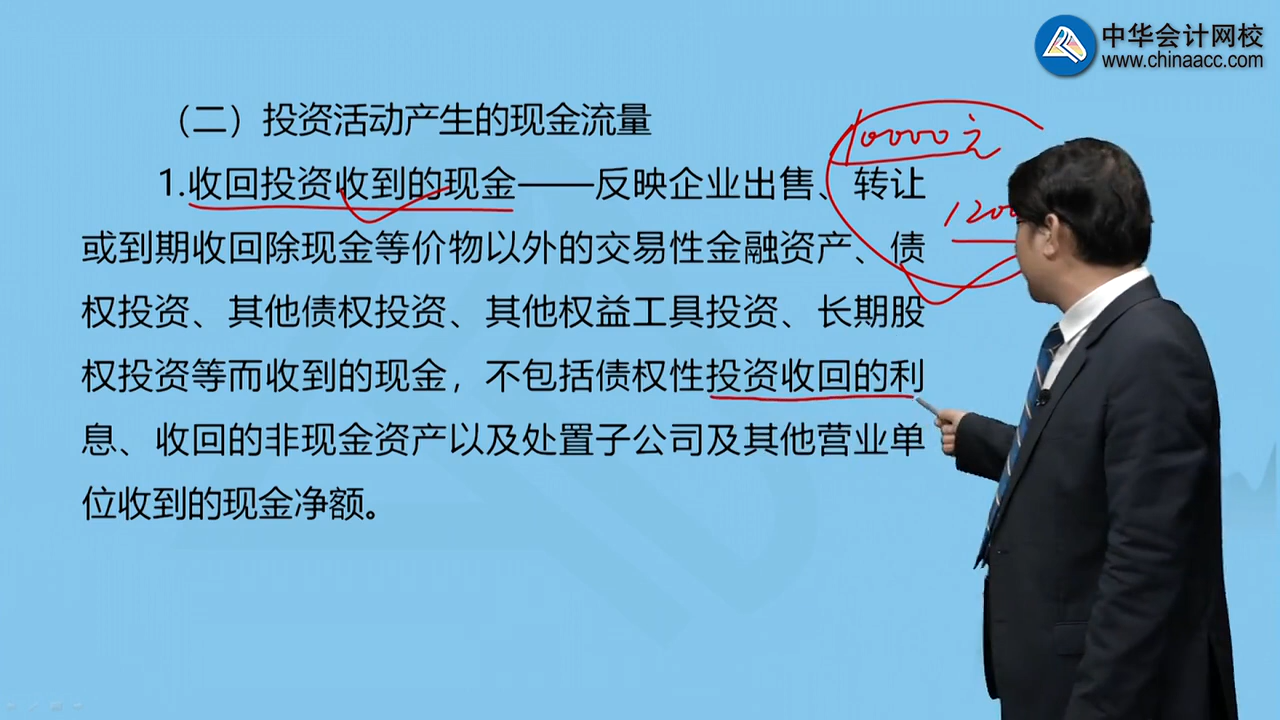 中华会计网校
www.chinaacc.com
（二）投资活动产生的现金流量
10000元
1.收回投资收到的现金——反映企业出售、转让
或到期收回除现金等价物以外的交易性金融资产、债
权投资、其他债权投资、其他权益工具投资、长期股
权投资等而收到的现金，不包括债权性投资收回的利
息、收回的非现金资产以及处置子公司及其他营业单
位收到的现金净额。